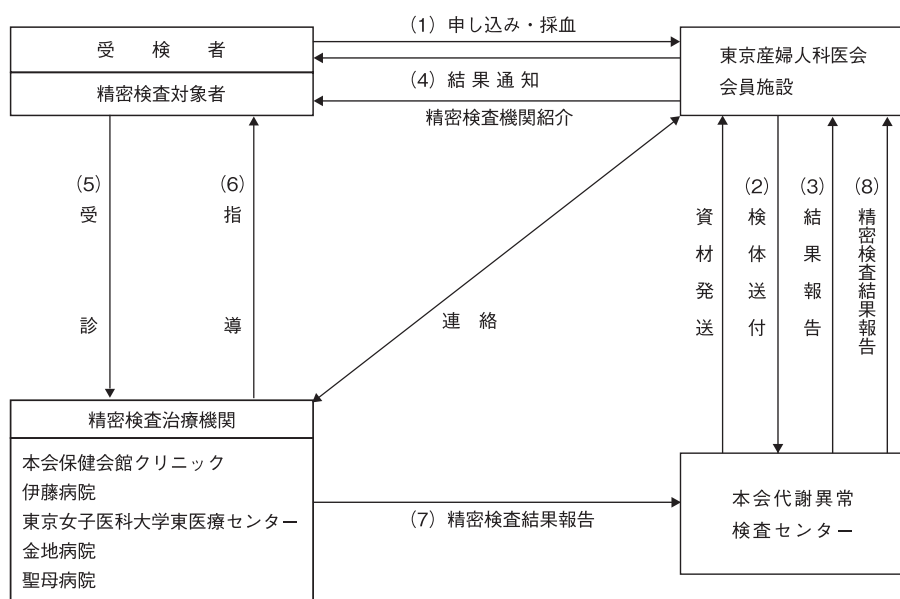 受　検　者
精密検査対象者
(1) 申し込み・採血
(4) 結果通知
精密検査機関紹介
東京産婦人科医会
会員施設
(5) 受診
(6) 指導
連　絡
資材発送
(2) 検体送付
(3) 結果報告
(8) 精密検査結果報告
精密検査治療機関
本会保健会館クリニック
伊藤病院
東京女子医科大学東医療センター
金地病院
聖母病院
(7) 精密検査結果報告
本会代謝異常
検査センター